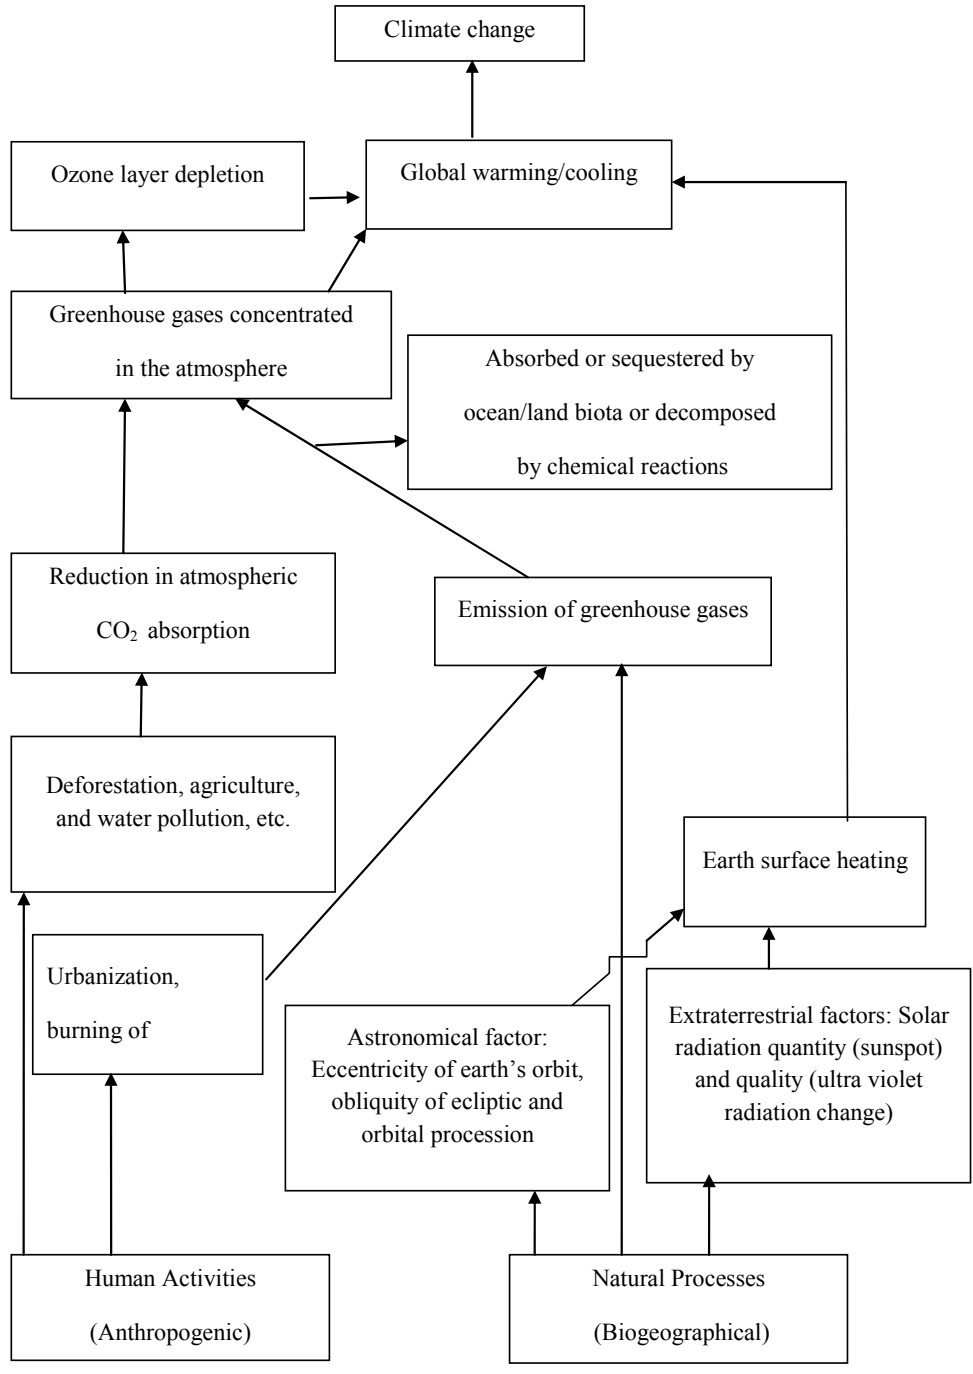 Climate change
Ozone layer depletion
Global warming/cooling
Greenhouse gases concentrated
in the atmosphere
Absorbed or sequestered by
ocean/land biota or decomposed
by chemical reactions
Reduction in atmospheric
CO₂ absorption
Emission of greenhouse gases
Deforestation, agriculture,
and water pollution, etc.
Earth surface heating
Urbanization,
burning of
Astronomical factor:
Eccentricity of earth’s orbit,
obliquity of ecliptic and
orbital procession
Extraterrestrial factors: Solar
radiation quantity (sunspot)
and quality (ultra violet
radiation change)
Human Activities
(Anthropogenic)
Natural Processes
(Biogeographical)